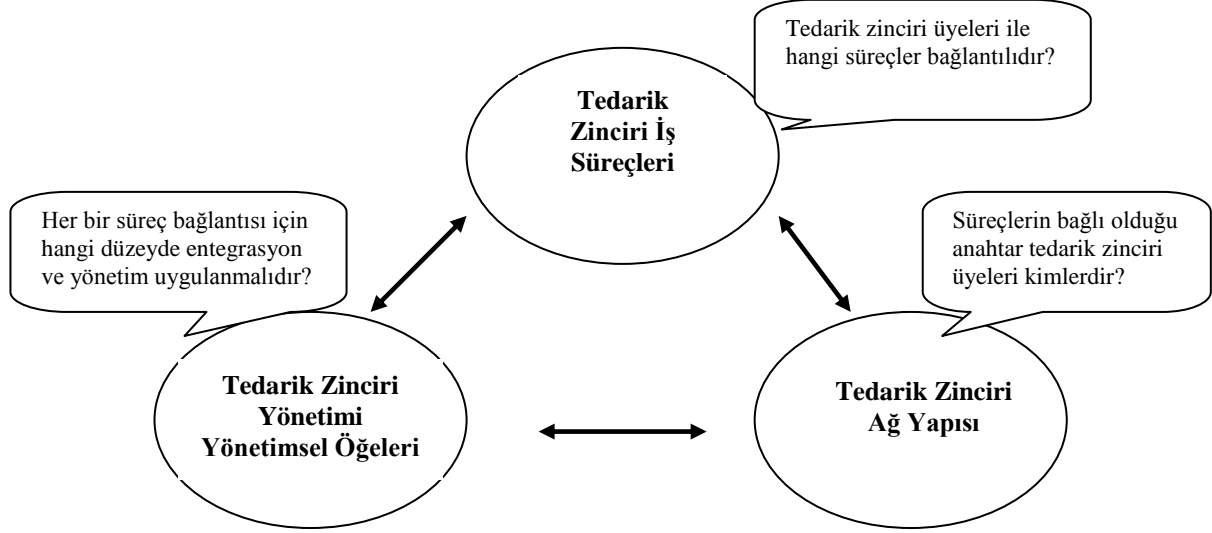 Tedarik zinciri üyeleri ile
hangi süreçler bağlantılıdır?
Tedarik
Zinciri İş
Süreçleri
Her bir süreç bağlantısı için
hangi düzeyde entegrasyon
ve yönetim uygulanmalıdır?
Süreçlerin bağlı olduğu
anahtar tedarik zinciri
üyeleri kimlerdir?
Tedarik Zinciri
Yönetimi
Yönetimsel Öğeleri
Tedarik Zinciri
Ağ Yapısı